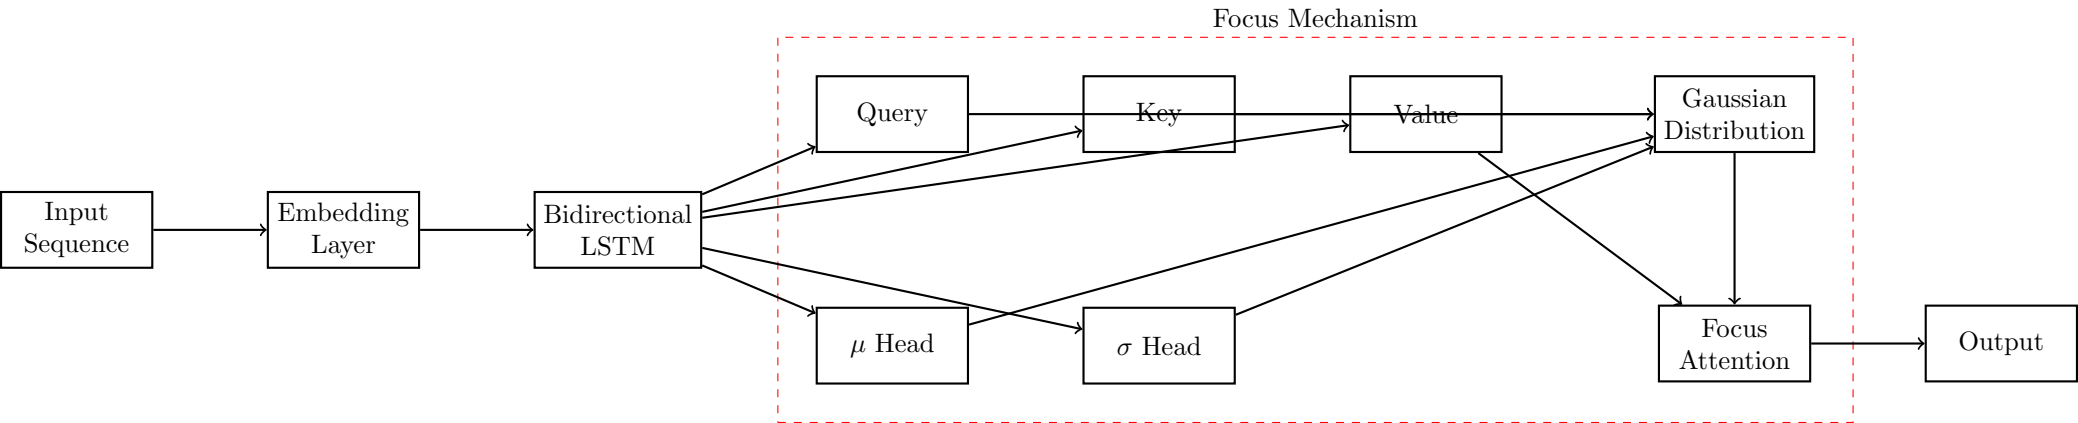 Focus Mechanism
Query
Key
Value
Gaussian
Distribution
Input
Sequence
Embedding
Layer
Bidirectional
LSTM
μ Head
σ Head
Focus
Attention
Output